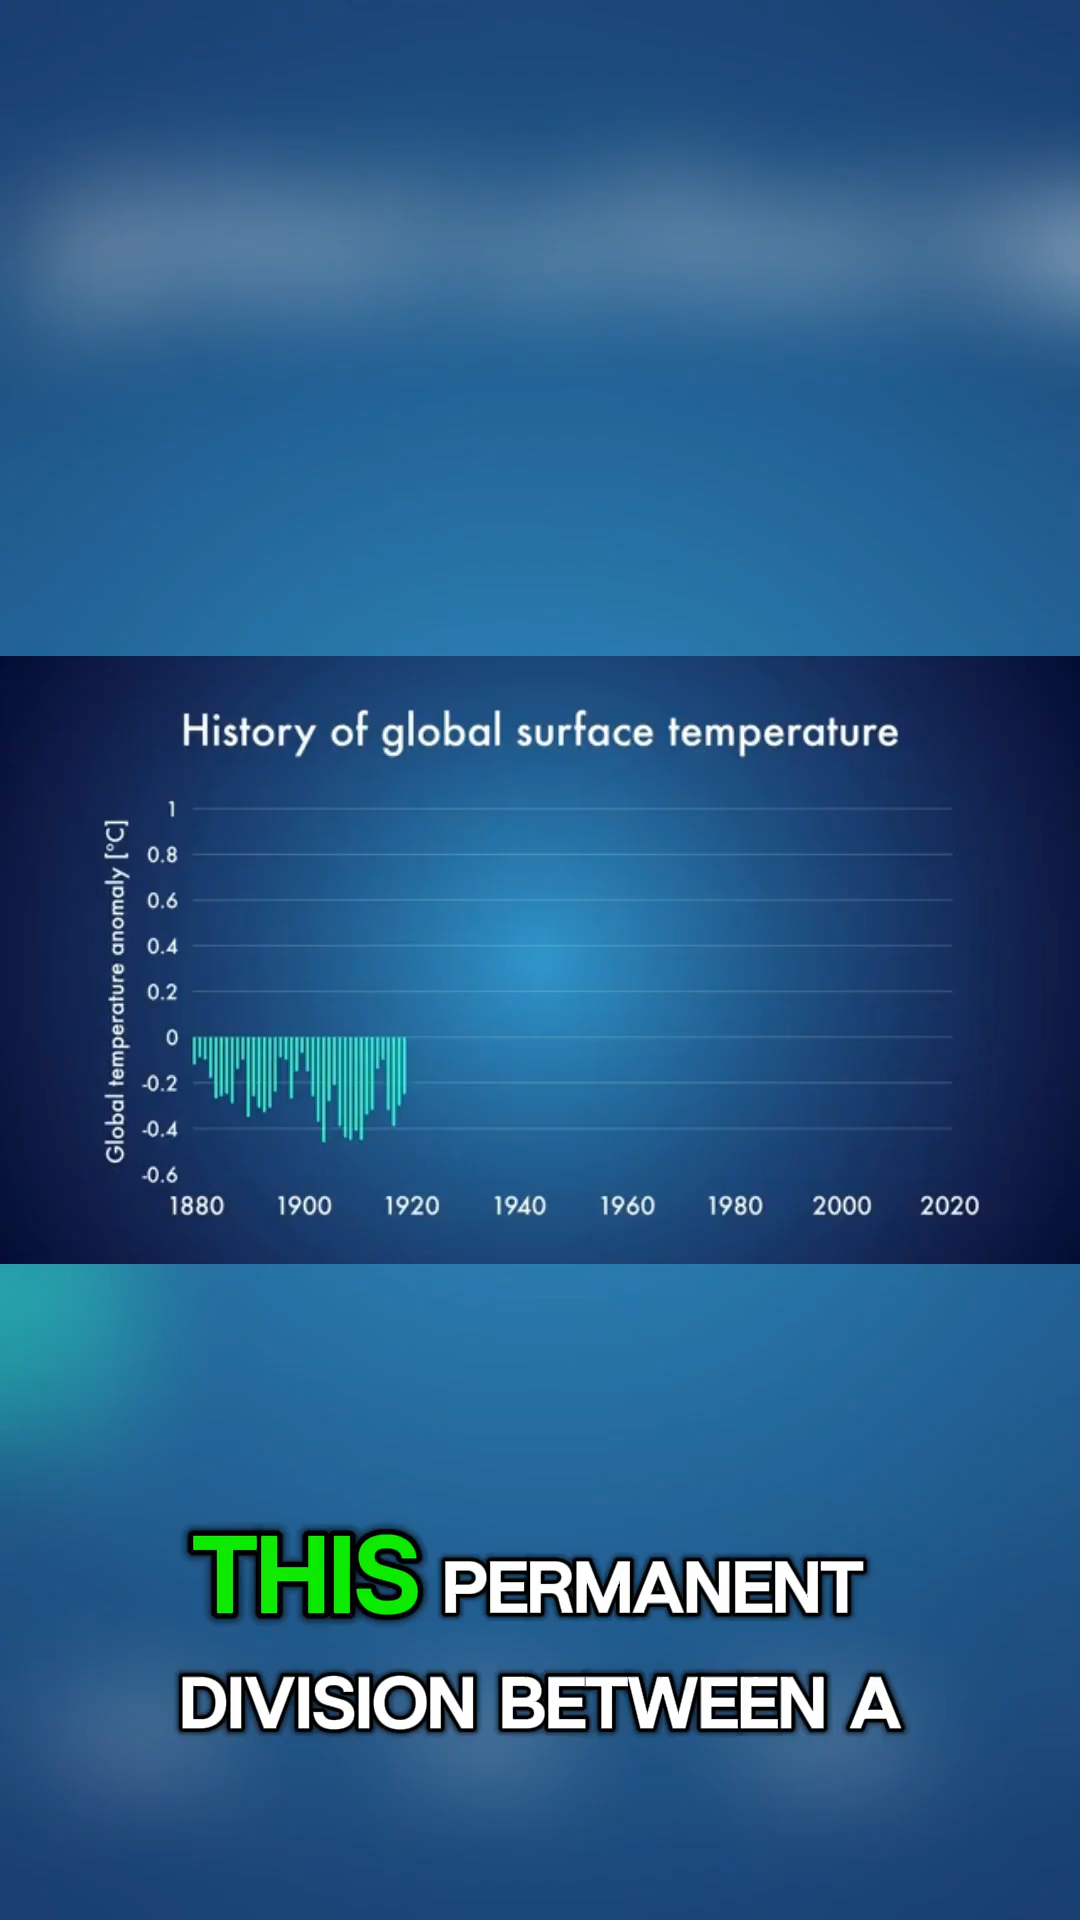 History of global surface temperature
Global temperature anomaly [°C]
1
0.8
0.6
0.4
0.2
0
-0.2
-0.4
-0.6
1880 1900 1920 1940 1960 1980 2000 2020
THIS PERMANENT
DIVISION BETWEEN A